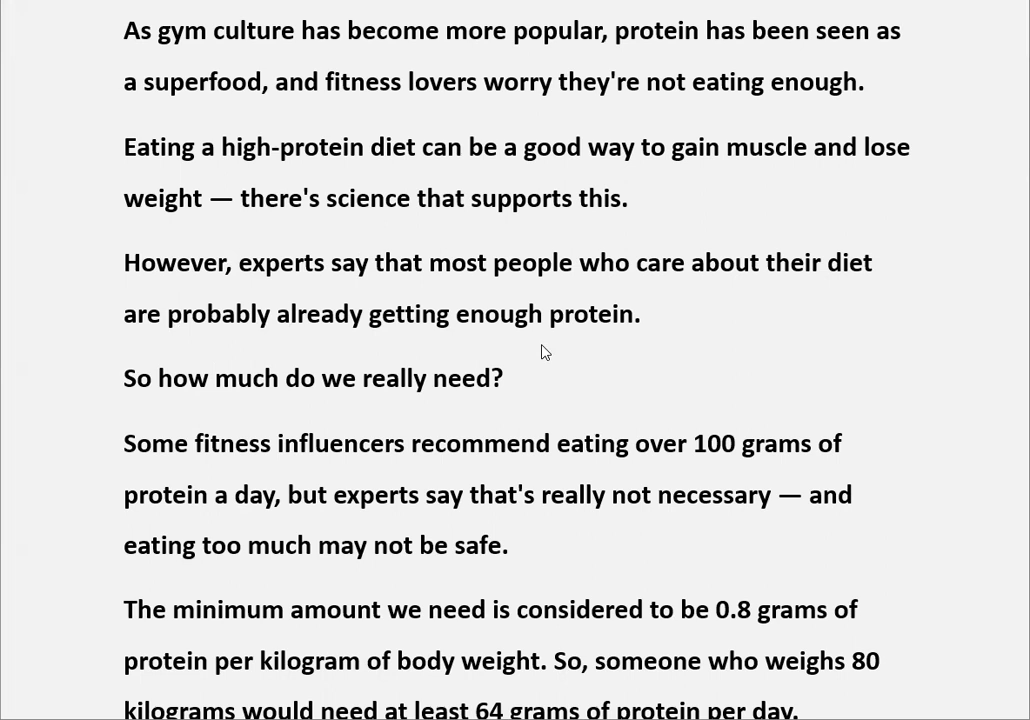 As gym culture has become more popular, protein has been seen as
a superfood, and fitness lovers worry they're not eating enough.
Eating a high-protein diet can be a good way to gain muscle and lose
weight — there's science that supports this.
However, experts say that most people who care about their diet
are probably already getting enough protein.
So how much do we really need?
Some fitness influencers recommend eating over 100 grams of
protein a day, but experts say that's really not necessary — and
eating too much may not be safe.
The minimum amount we need is considered to be 0.8 grams of
protein per kilogram of body weight. So, someone who weighs 80
kilograms would need at least 64 grams of protein per day.